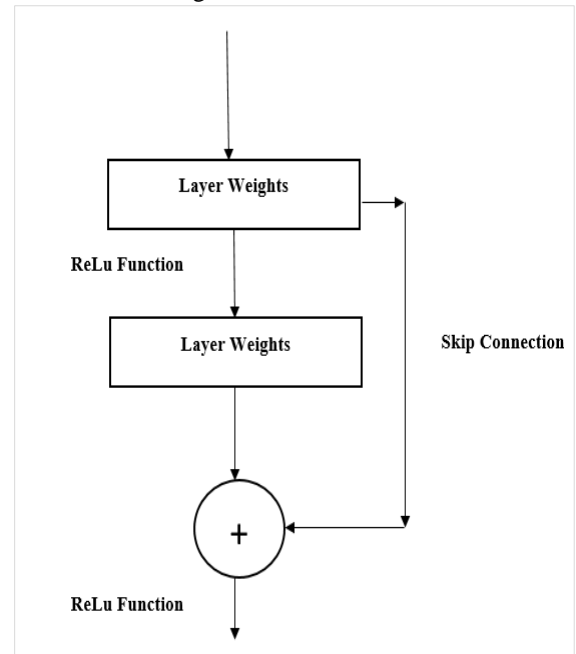 Layer Weights
ReLu Function
Layer Weights
Skip Connection
+
ReLu Function